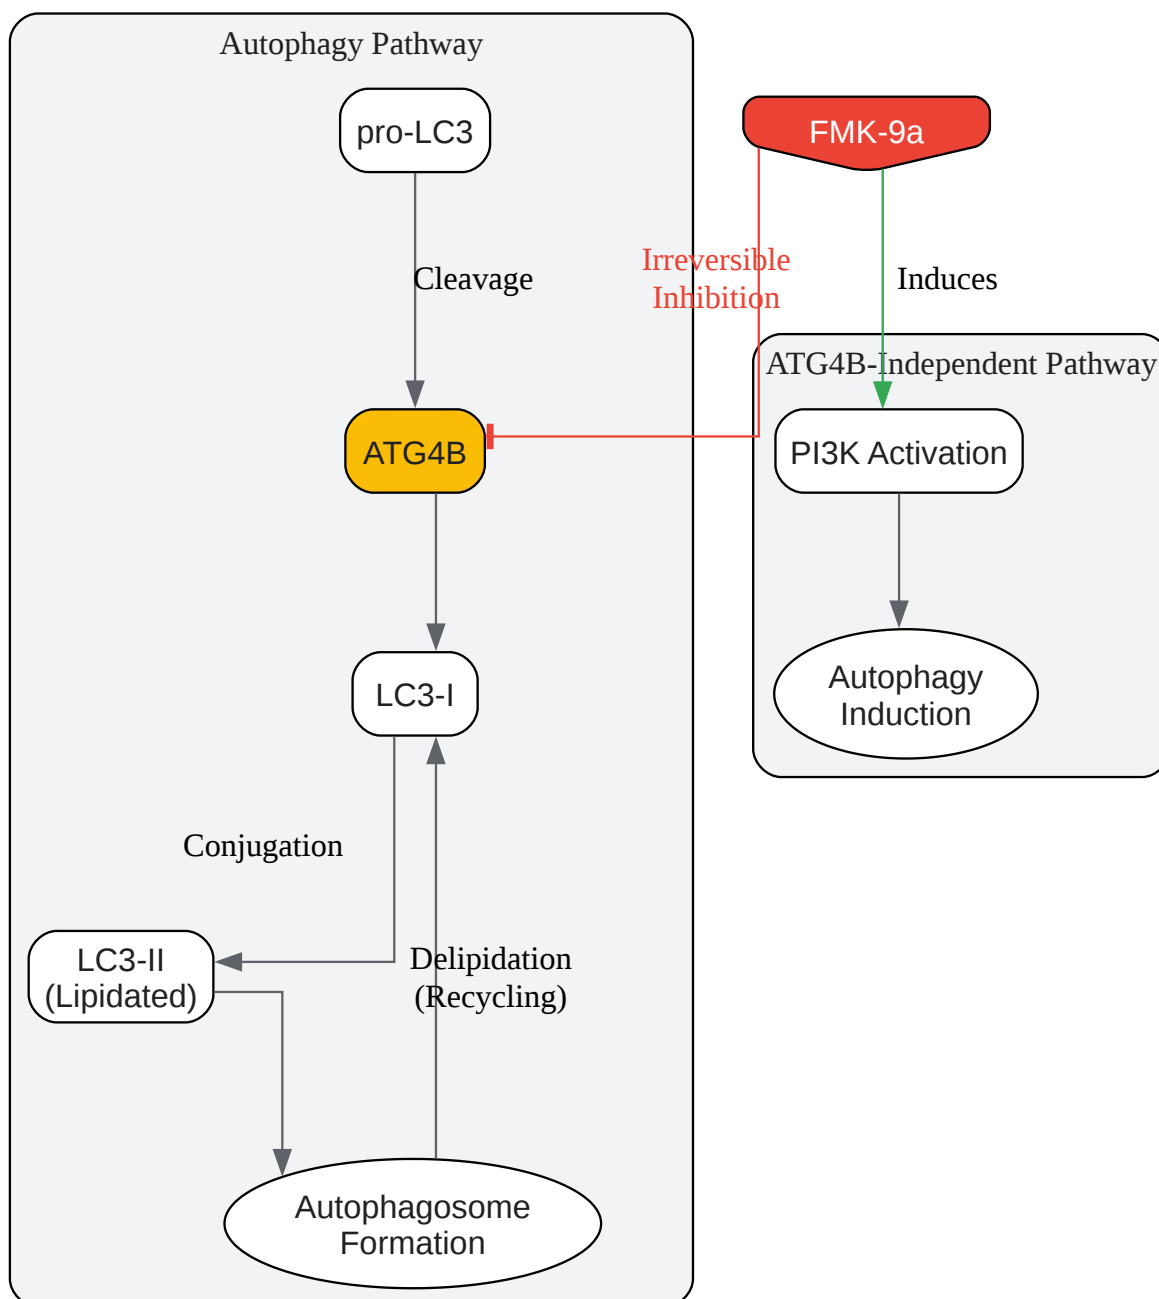 Autophagy Pathway
pro-LC3
FMK-9a
Irreversible
Inhibition
Cleavage
Induces
ATG4B-Independent Pathway
ATG4B
PI3K Activation
LC3-I
Autophagy
Induction
Conjugation
Delipidation
(Recycling)
LC3-II
(Lipidated)
Autophagosome
Formation